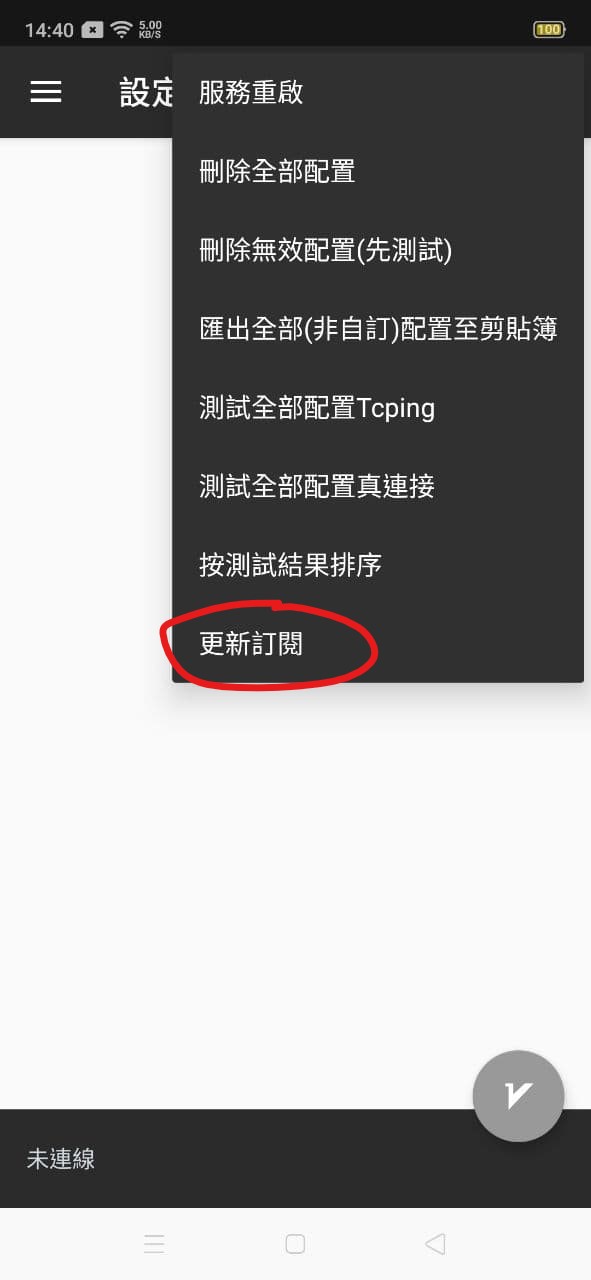 14:40 5.00 KB/S 100
設定
服務重啟
刪除全部配置
刪除無效配置(先測試)
匯出全部(非自訂)配置至剪貼簿
測試全部配置Tcping
測試全部配置真連接
按測試結果排序
更新訂閱
未連線